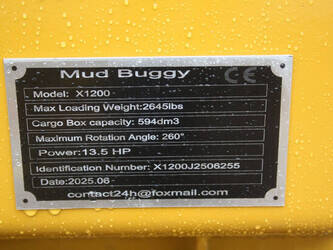 Mud Buggy CE
Model: X1200
Max Loading Weight:2645lbs
Cargo Box capacity: 594dm3
Maximum Rotation Angle: 260°
Power:13.5 HP
Identification Number: X1200J2506255
Date:2025.06
contact24h@foxmail.com